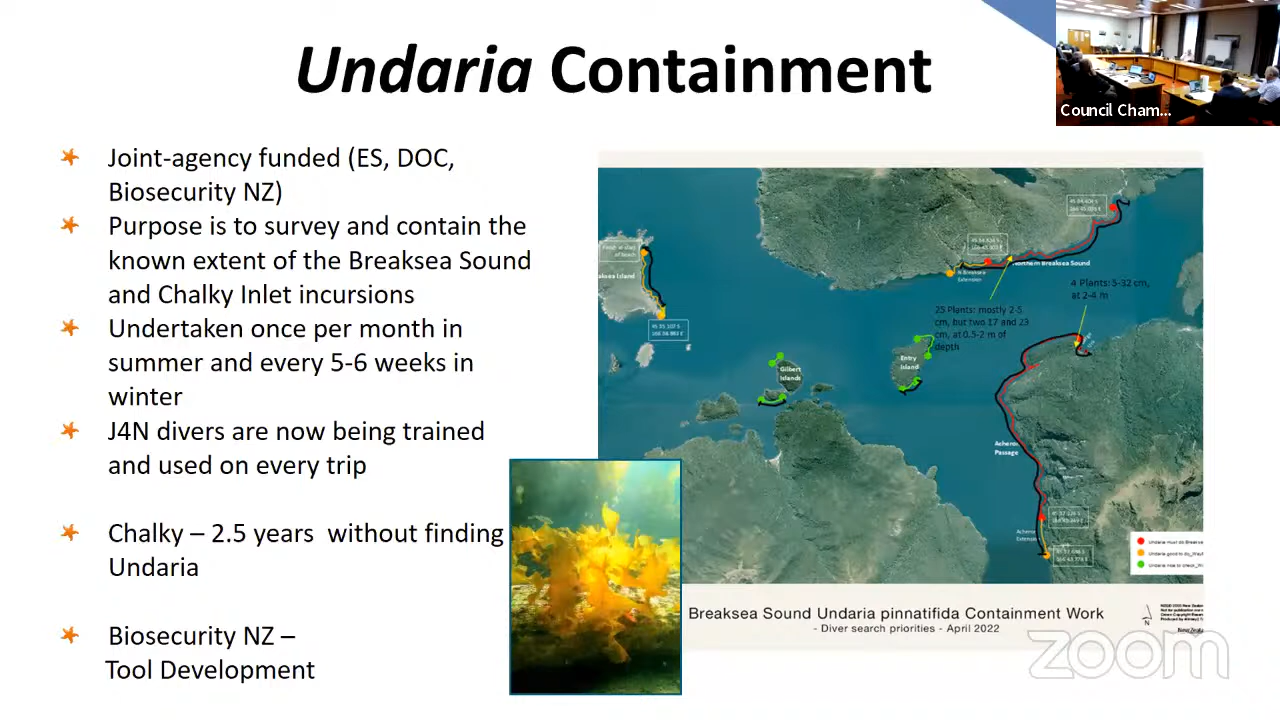 Undaria Containment
Council Cham...
Joint-agency funded (ES, DOC,
Biosecurity NZ)
Purpose is to survey and contain the
known extent of the Breaksea Sound
and Chalky Inlet incursions
Undertaken once per month in
summer and every 5-6 weeks in
winter
J4N divers are now being trained
and used on every trip
Chalky – 2.5 years without finding
Undaria
Biosecurity NZ –
Tool Development
Northern Breaksea Sound
4 Plants: 5-32 cm,
at 2-4 m
25 Plants: mostly 2-5
cm, but two 17 and 23
cm, at 0.5-2 m of
depth
Entry
Island
Gilbert
Islands
Passage
Breaksea Sound Undaria pinnatifida Containment Work
- Diver search priorities - April 2022
N
zoom